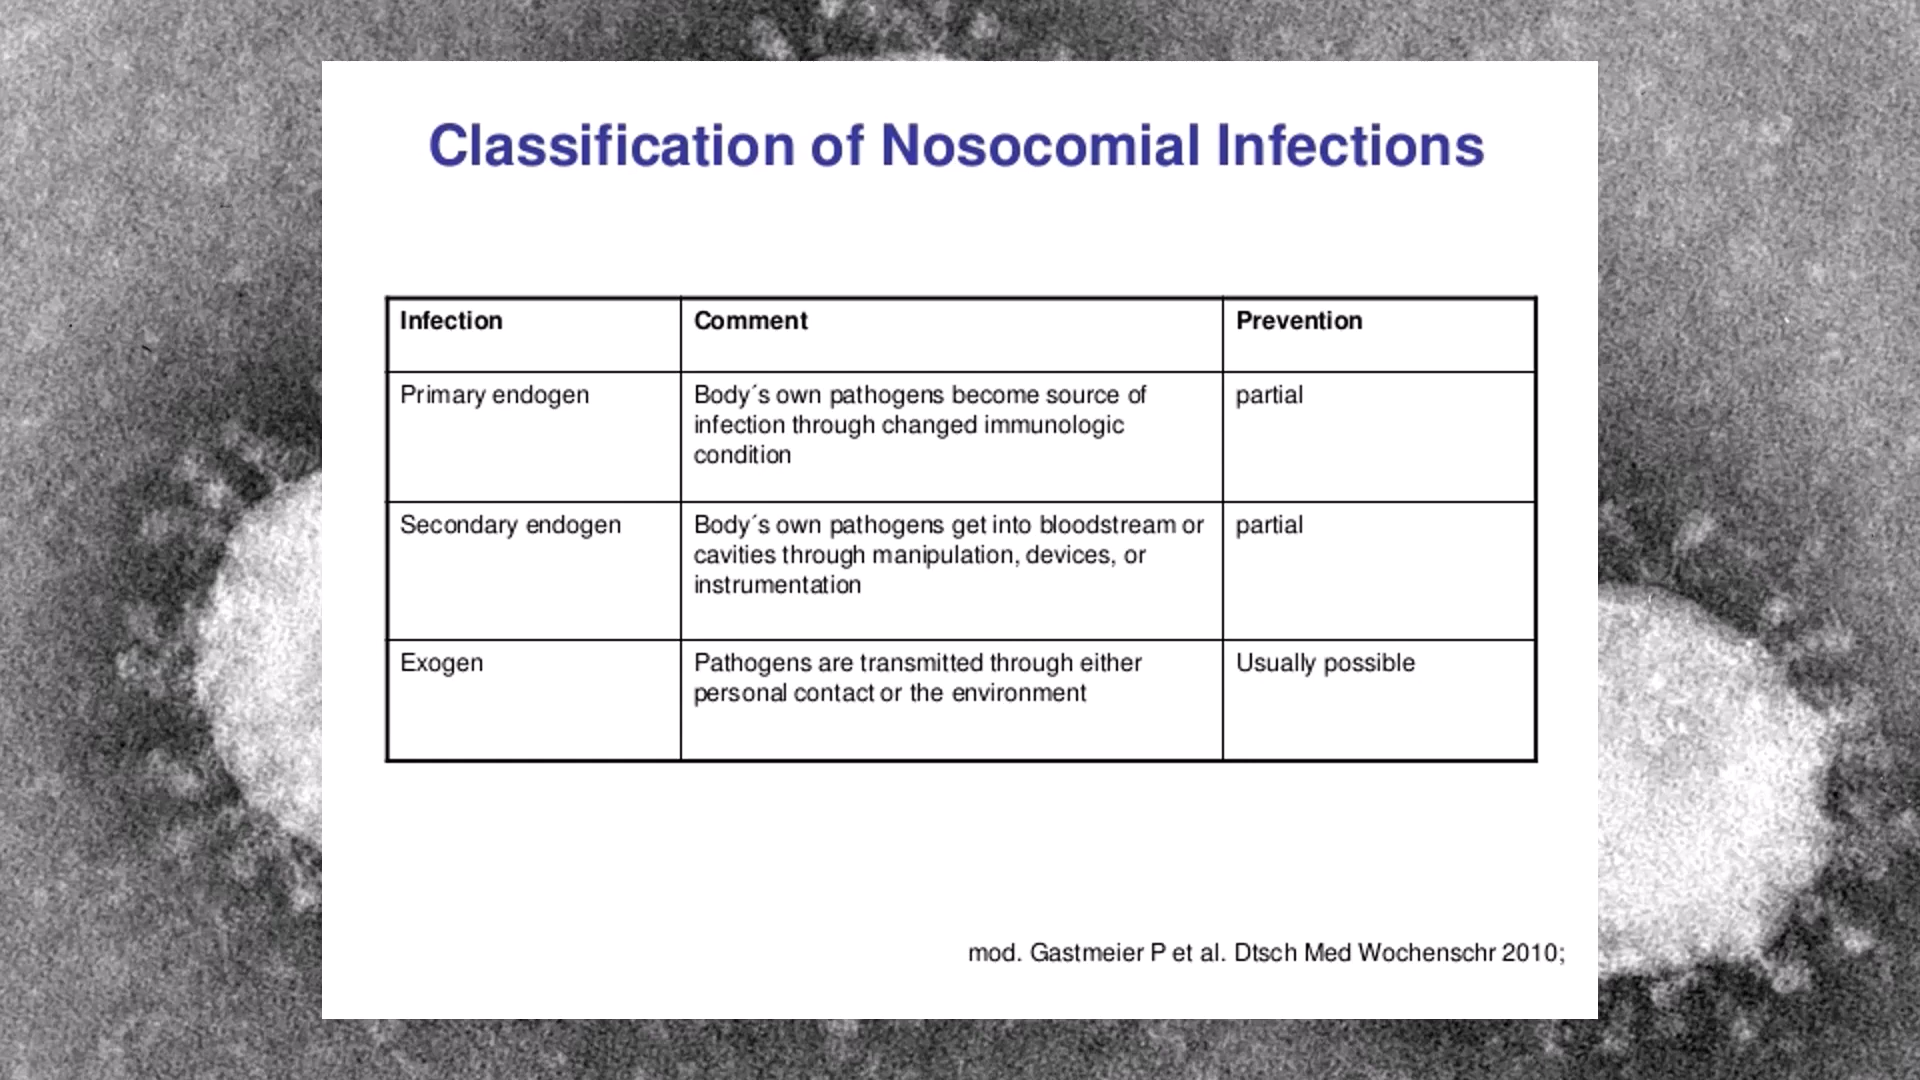 Classification of Nosocomial Infections
Infection
Comment
Prevention
Primary endogen
Body´s own pathogens become source of
infection through changed immunologic
condition
partial
Secondary endogen
Body´s own pathogens get into bloodstream or
cavities through manipulation, devices, or
instrumentation
partial
Exogen
Pathogens are transmitted through either
personal contact or the environment
Usually possible
mod. Gastmeier P et al. Dtsch Med Wochenschr 2010;